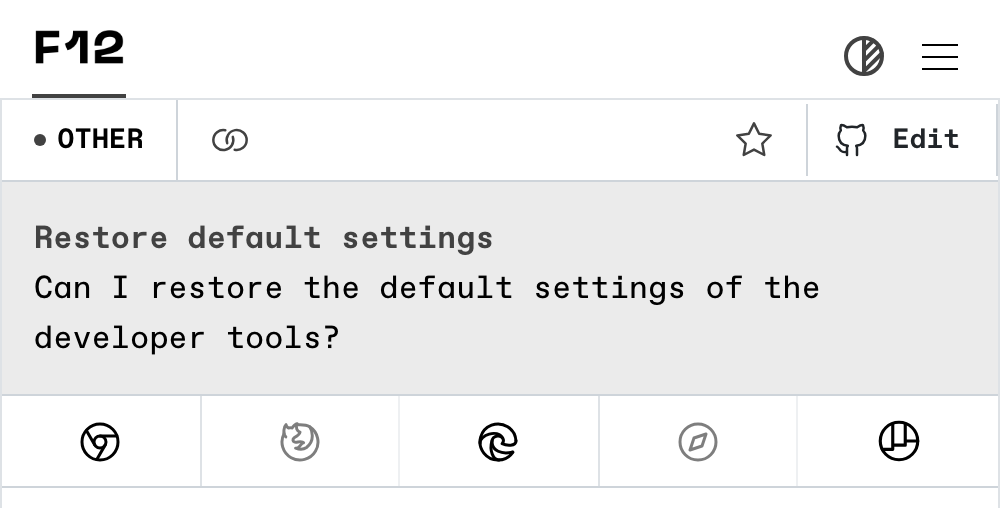 F12
OTHER
Edit
Restore default settings
Can I restore the default settings of the
developer tools?